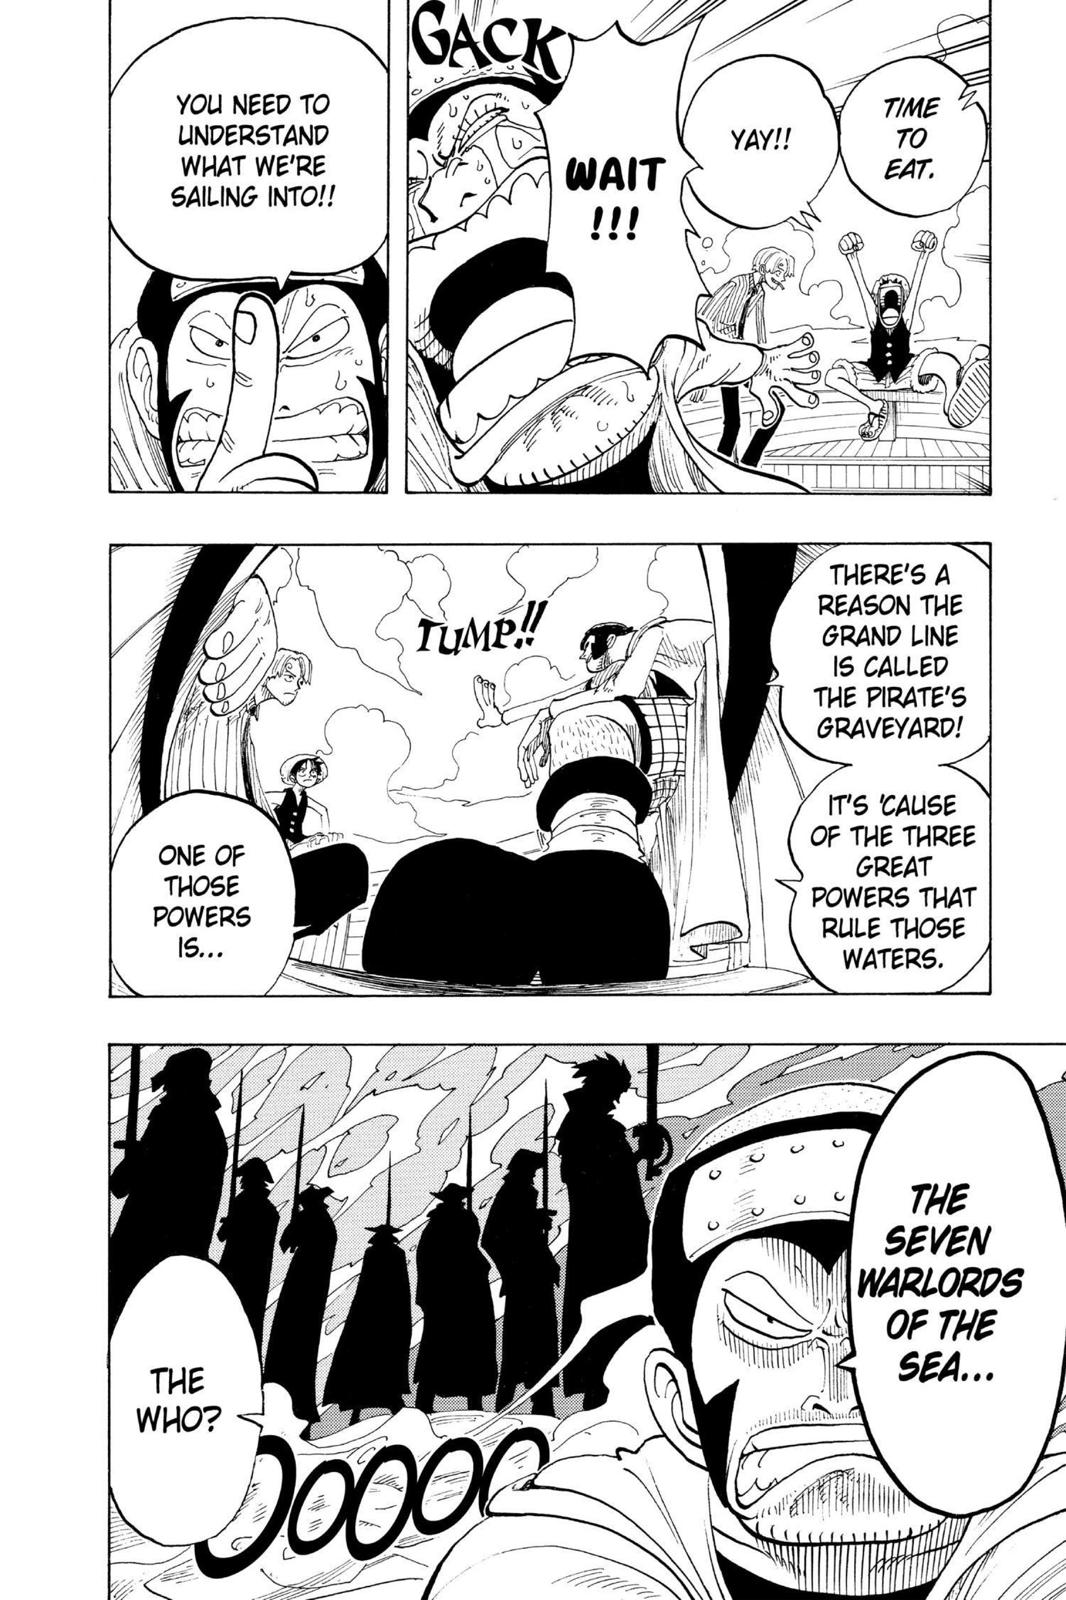 TIME
TO
EAT.
YAY!!
GACK
WAIT
!!!
YOU NEED TO
UNDERSTAND
WHAT WE'RE
SAILING INTO!!
THERE'S A
REASON THE
GRAND LINE
IS CALLED
THE PIRATE'S
GRAVEYARD!
IT'S 'CAUSE
OF THE THREE
GREAT
POWERS THAT
RULE THOSE
WATERS.
TUMP!!
ONE OF
THOSE
POWERS
IS...
THE
SEVEN
WARLORDS
OF THE
SEA...
THE
WHO?
OOOOO